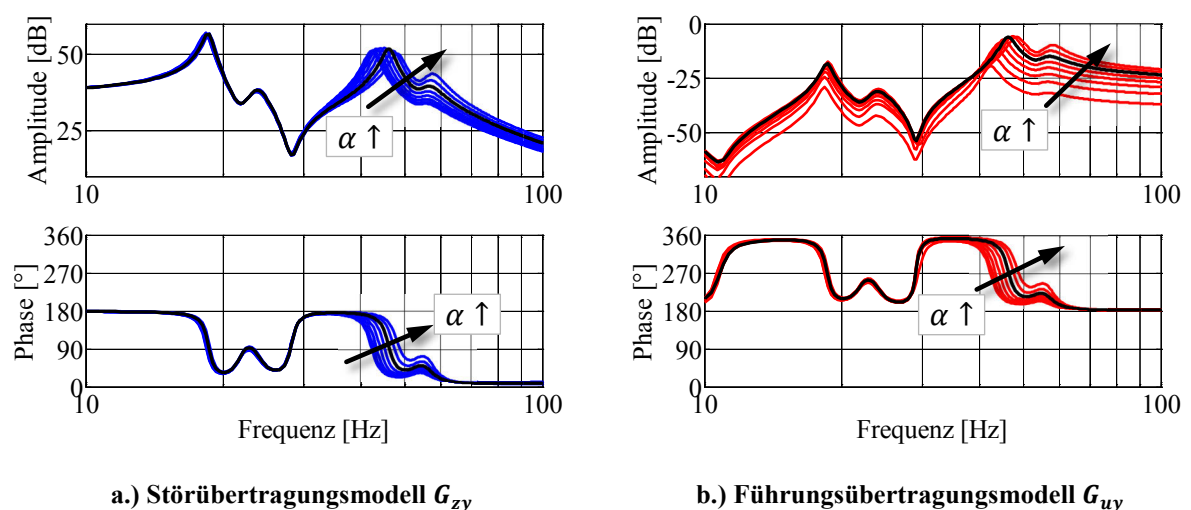 Amplitude [dB]
50
25
10
100
α ↑
Phase [°]
360
270
180
90
0
10
100
α ↑
Frequenz [Hz]
a.) Störübertragungsmodell G_zy
Amplitude [dB]
0
-25
-50
10
100
α ↑
Phase [°]
360
270
180
90
0
10
100
α ↑
Frequenz [Hz]
b.) Führungsübertragungsmodell G_uy